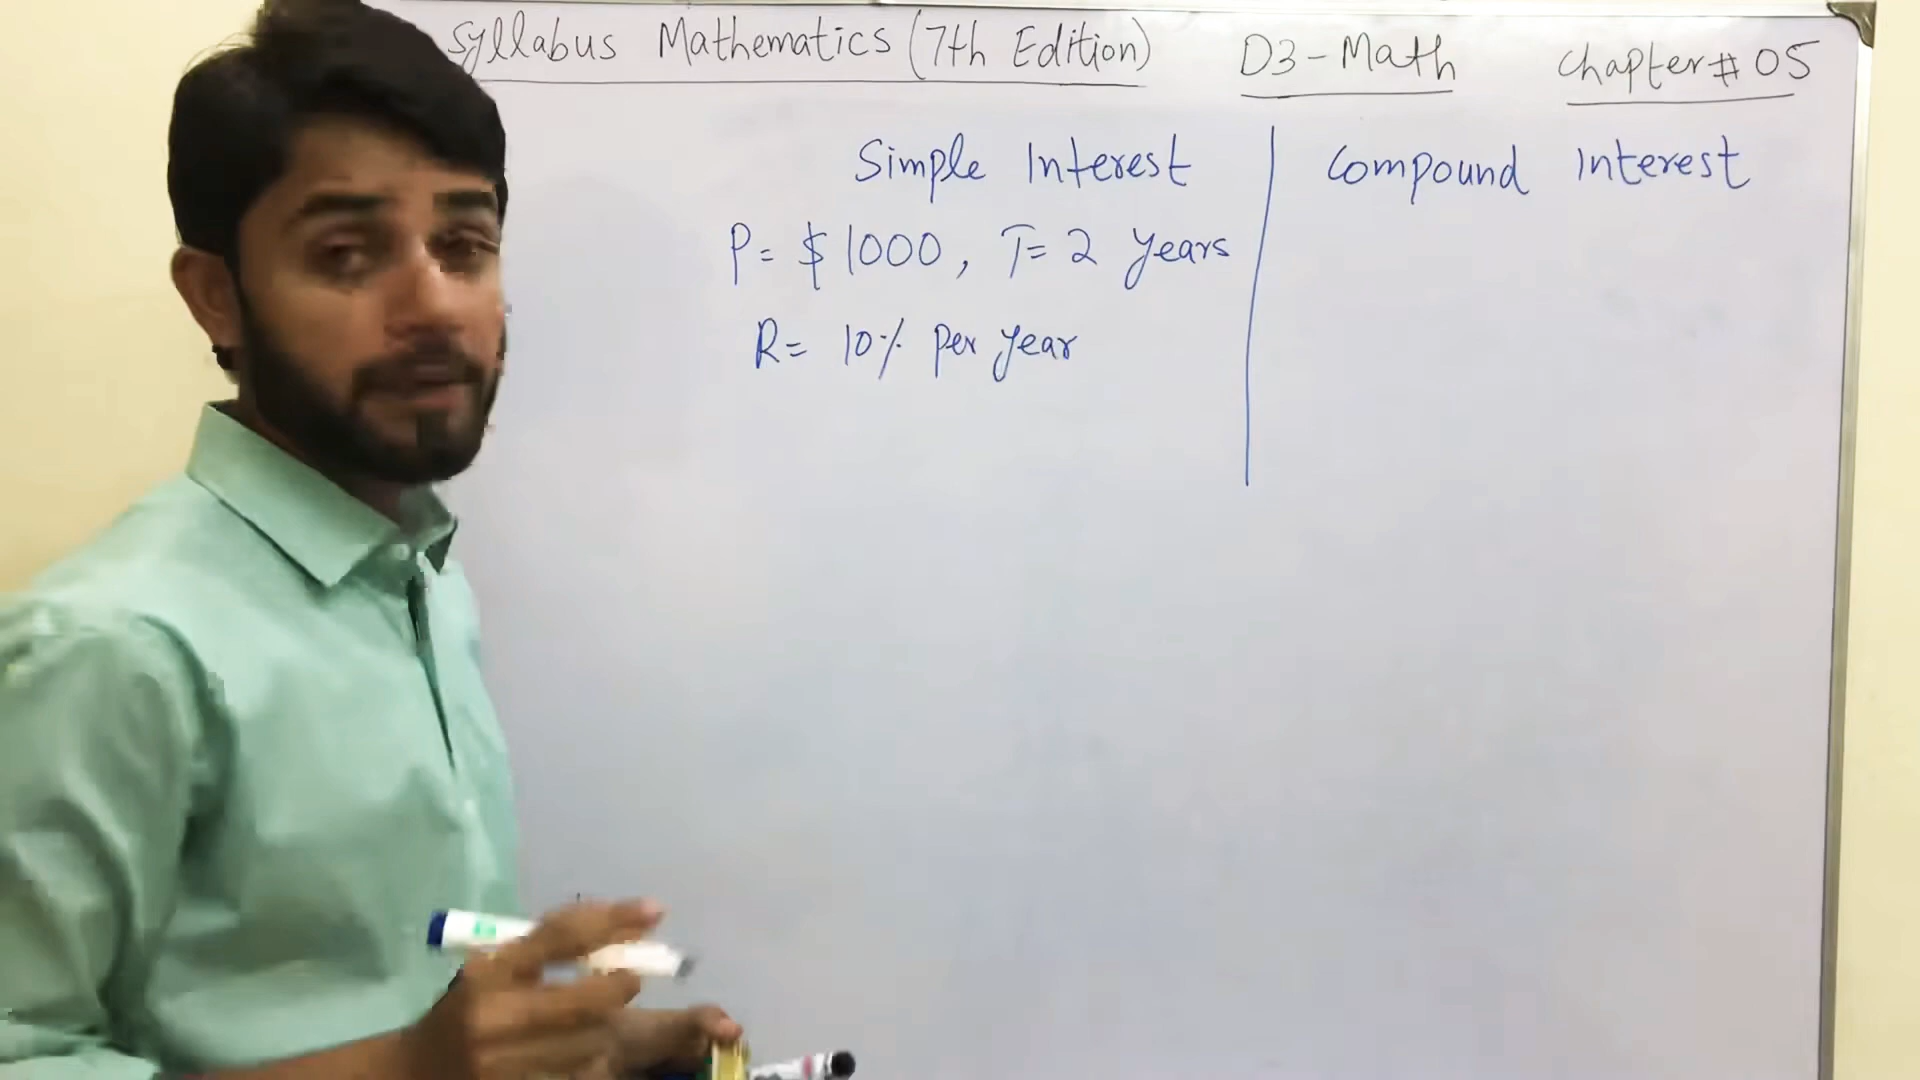 Syllabus Mathematics (7th Edition) D3-Math Chapter # 05
Simple Interest
P = $ 1000, T= 2 years
R = 10% per year
Compound Interest